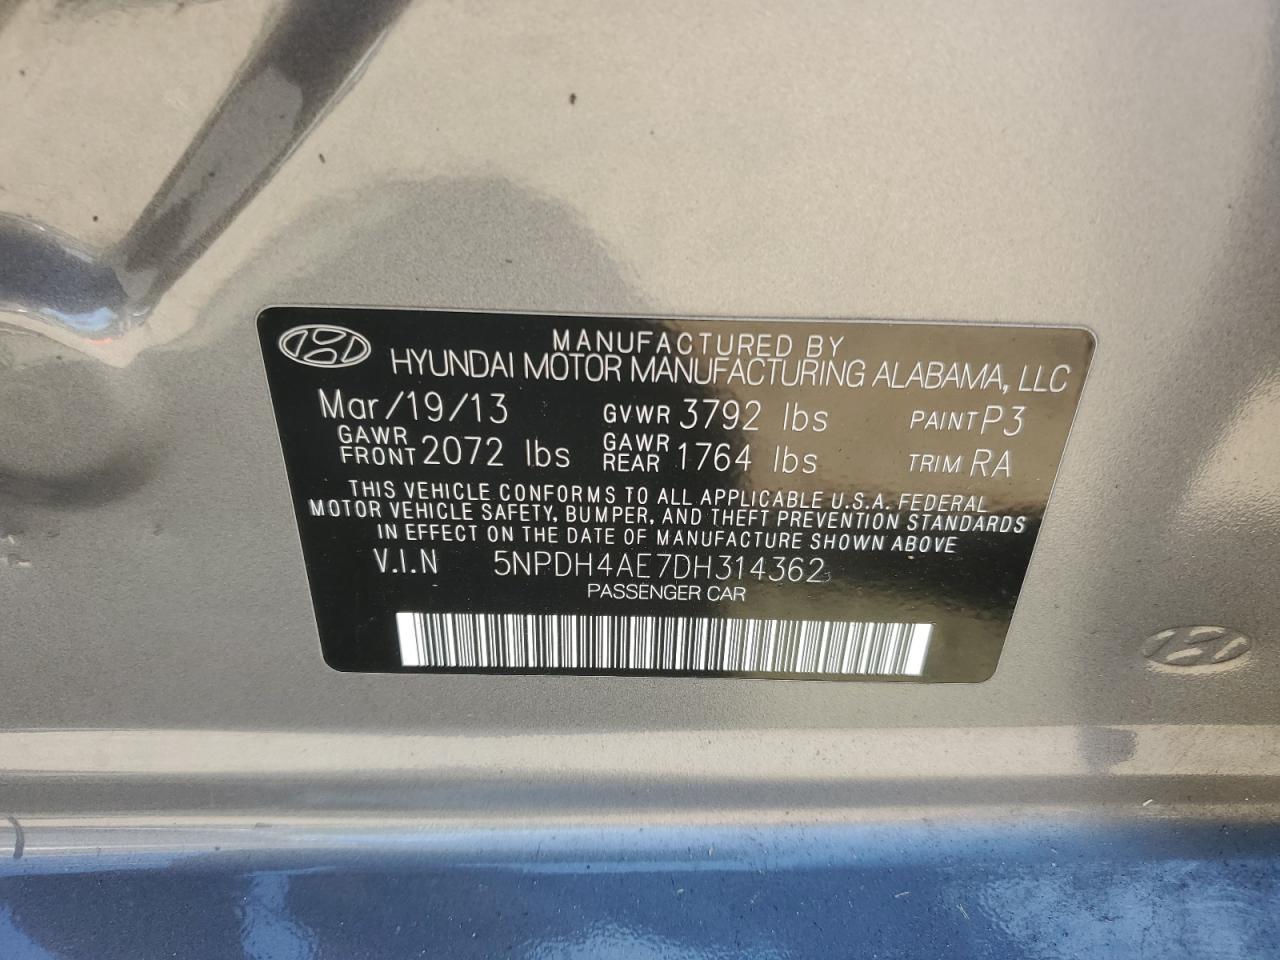 MANUFACTURED BY
HYUNDAI MOTOR MANUFACTURING ALABAMA, LLC
Mar/19/13 GVWR 3792 lbs PAINT P3
GAWR FRONT 2072 lbs GAWR REAR 1764 lbs TRIM RA
THIS VEHICLE CONFORMS TO ALL APPLICABLE U.S.A. FEDERAL
MOTOR VEHICLE SAFETY, BUMPER, AND THEFT PREVENTION STANDARDS
IN EFFECT ON THE DATE OF MANUFACTURE SHOWN ABOVE
V.I.N 5NPDH4AE7DH314362
PASSENGER CAR